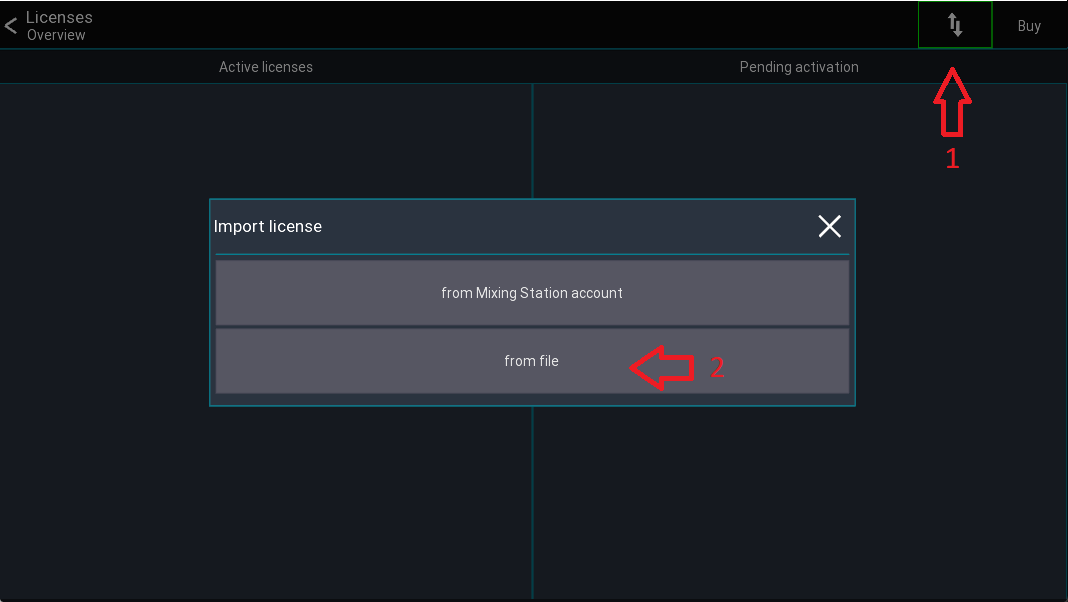 Licenses
Overview
Buy
Active licenses
Pending activation
1
Import license
from Mixing Station account
from file
2